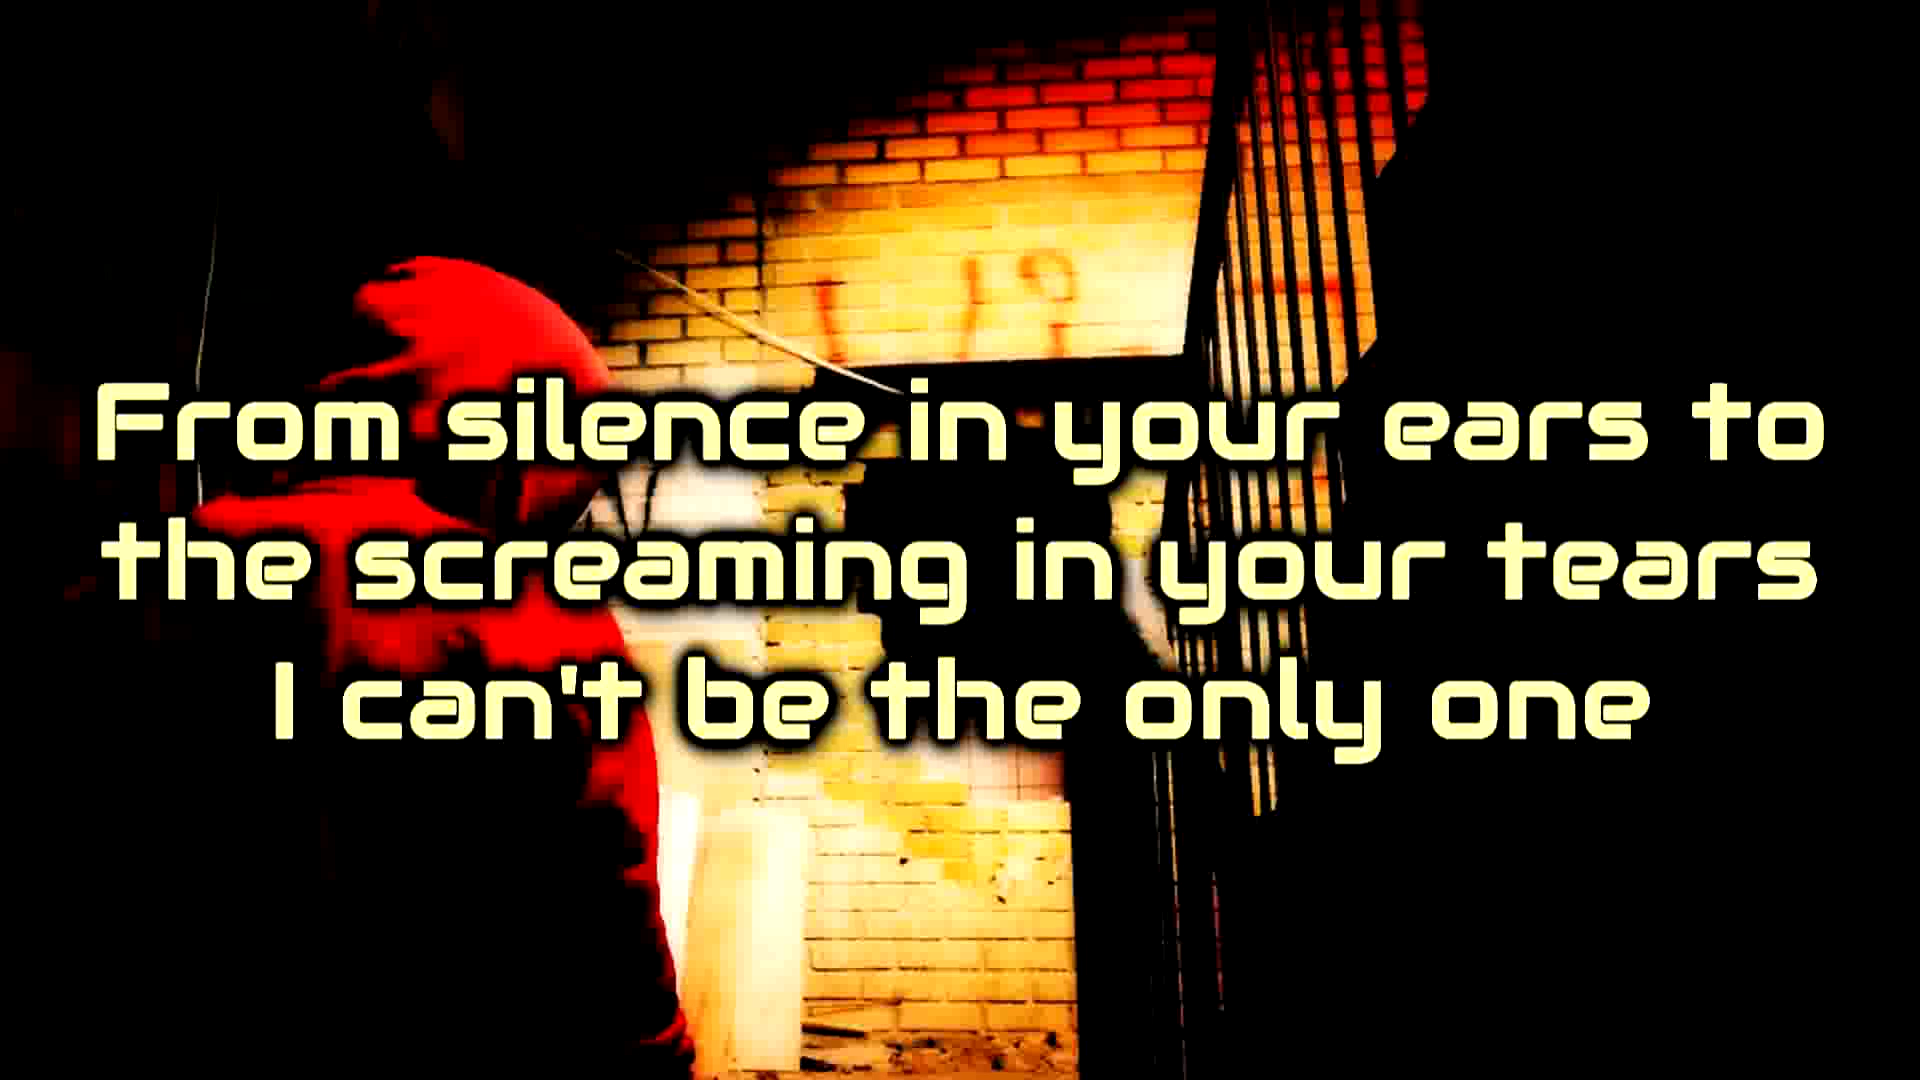 From silence in your ears to
the screaming in your tears
I can't be the only one